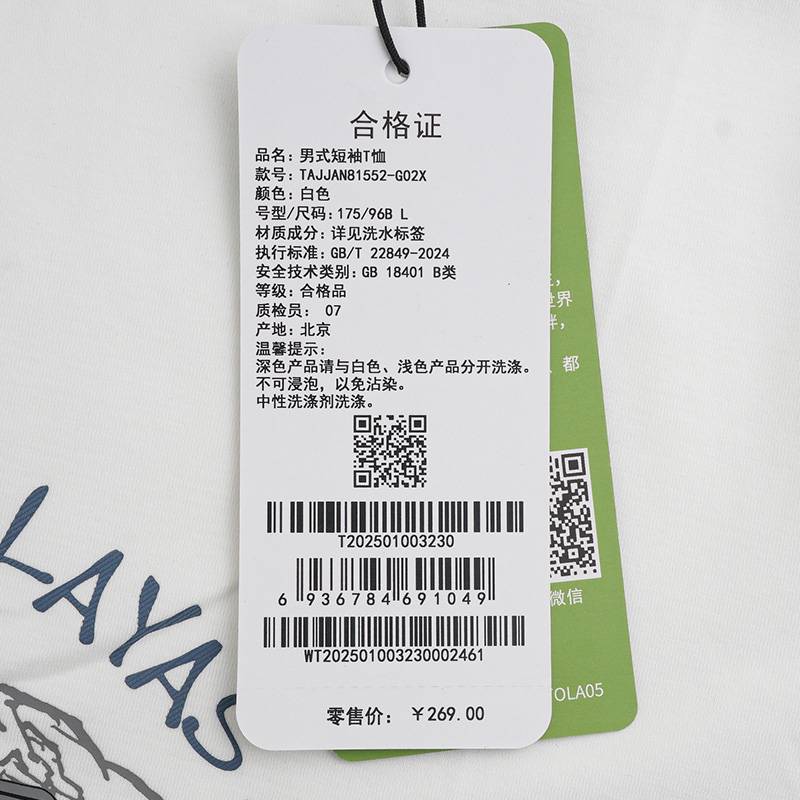 合格证
品名：男式短袖T恤
款号：TAJJAN81552-G02X
颜色：白色
号型/尺码：175/96B L
材质成分：详见洗水标签
执行标准：GB/T 22849-2024
安全技术类别：GB 18401 B类
等级：合格品
质检员： 07
产地：北京
温馨提示：
深色产品请与白色、浅色产品分开洗涤。
不可浸泡，以免沾染。
中性洗涤剂洗涤。
T202501003230
6 936784 691049
WT202501003230002461
零售价： ￥269.00
世界
，都
微信
OLA05
LAYAS